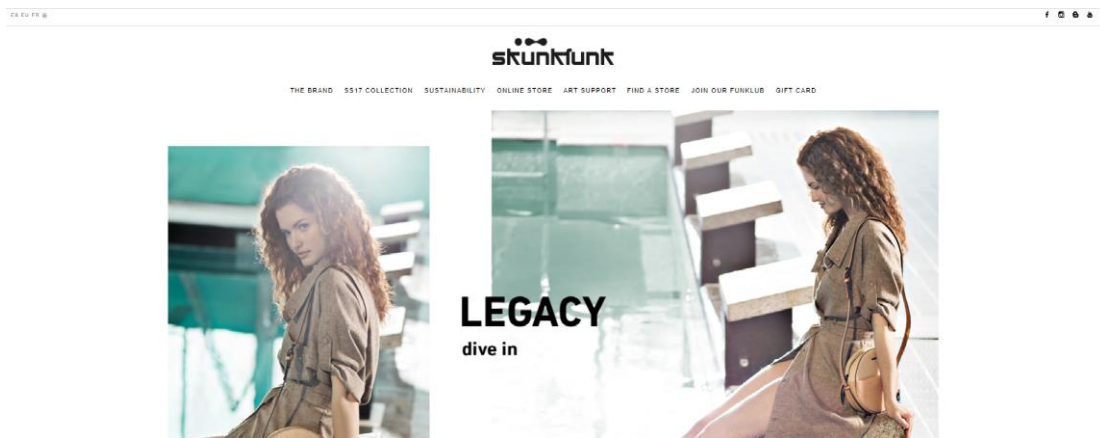 ES EU FR
skunkfunk
THE BRAND SS17 COLLECTION SUSTAINABILITY ONLINE STORE ART SUPPORT FIND A STORE JOIN OUR FUNKLUB GIFT CARD
LEGACY
dive in